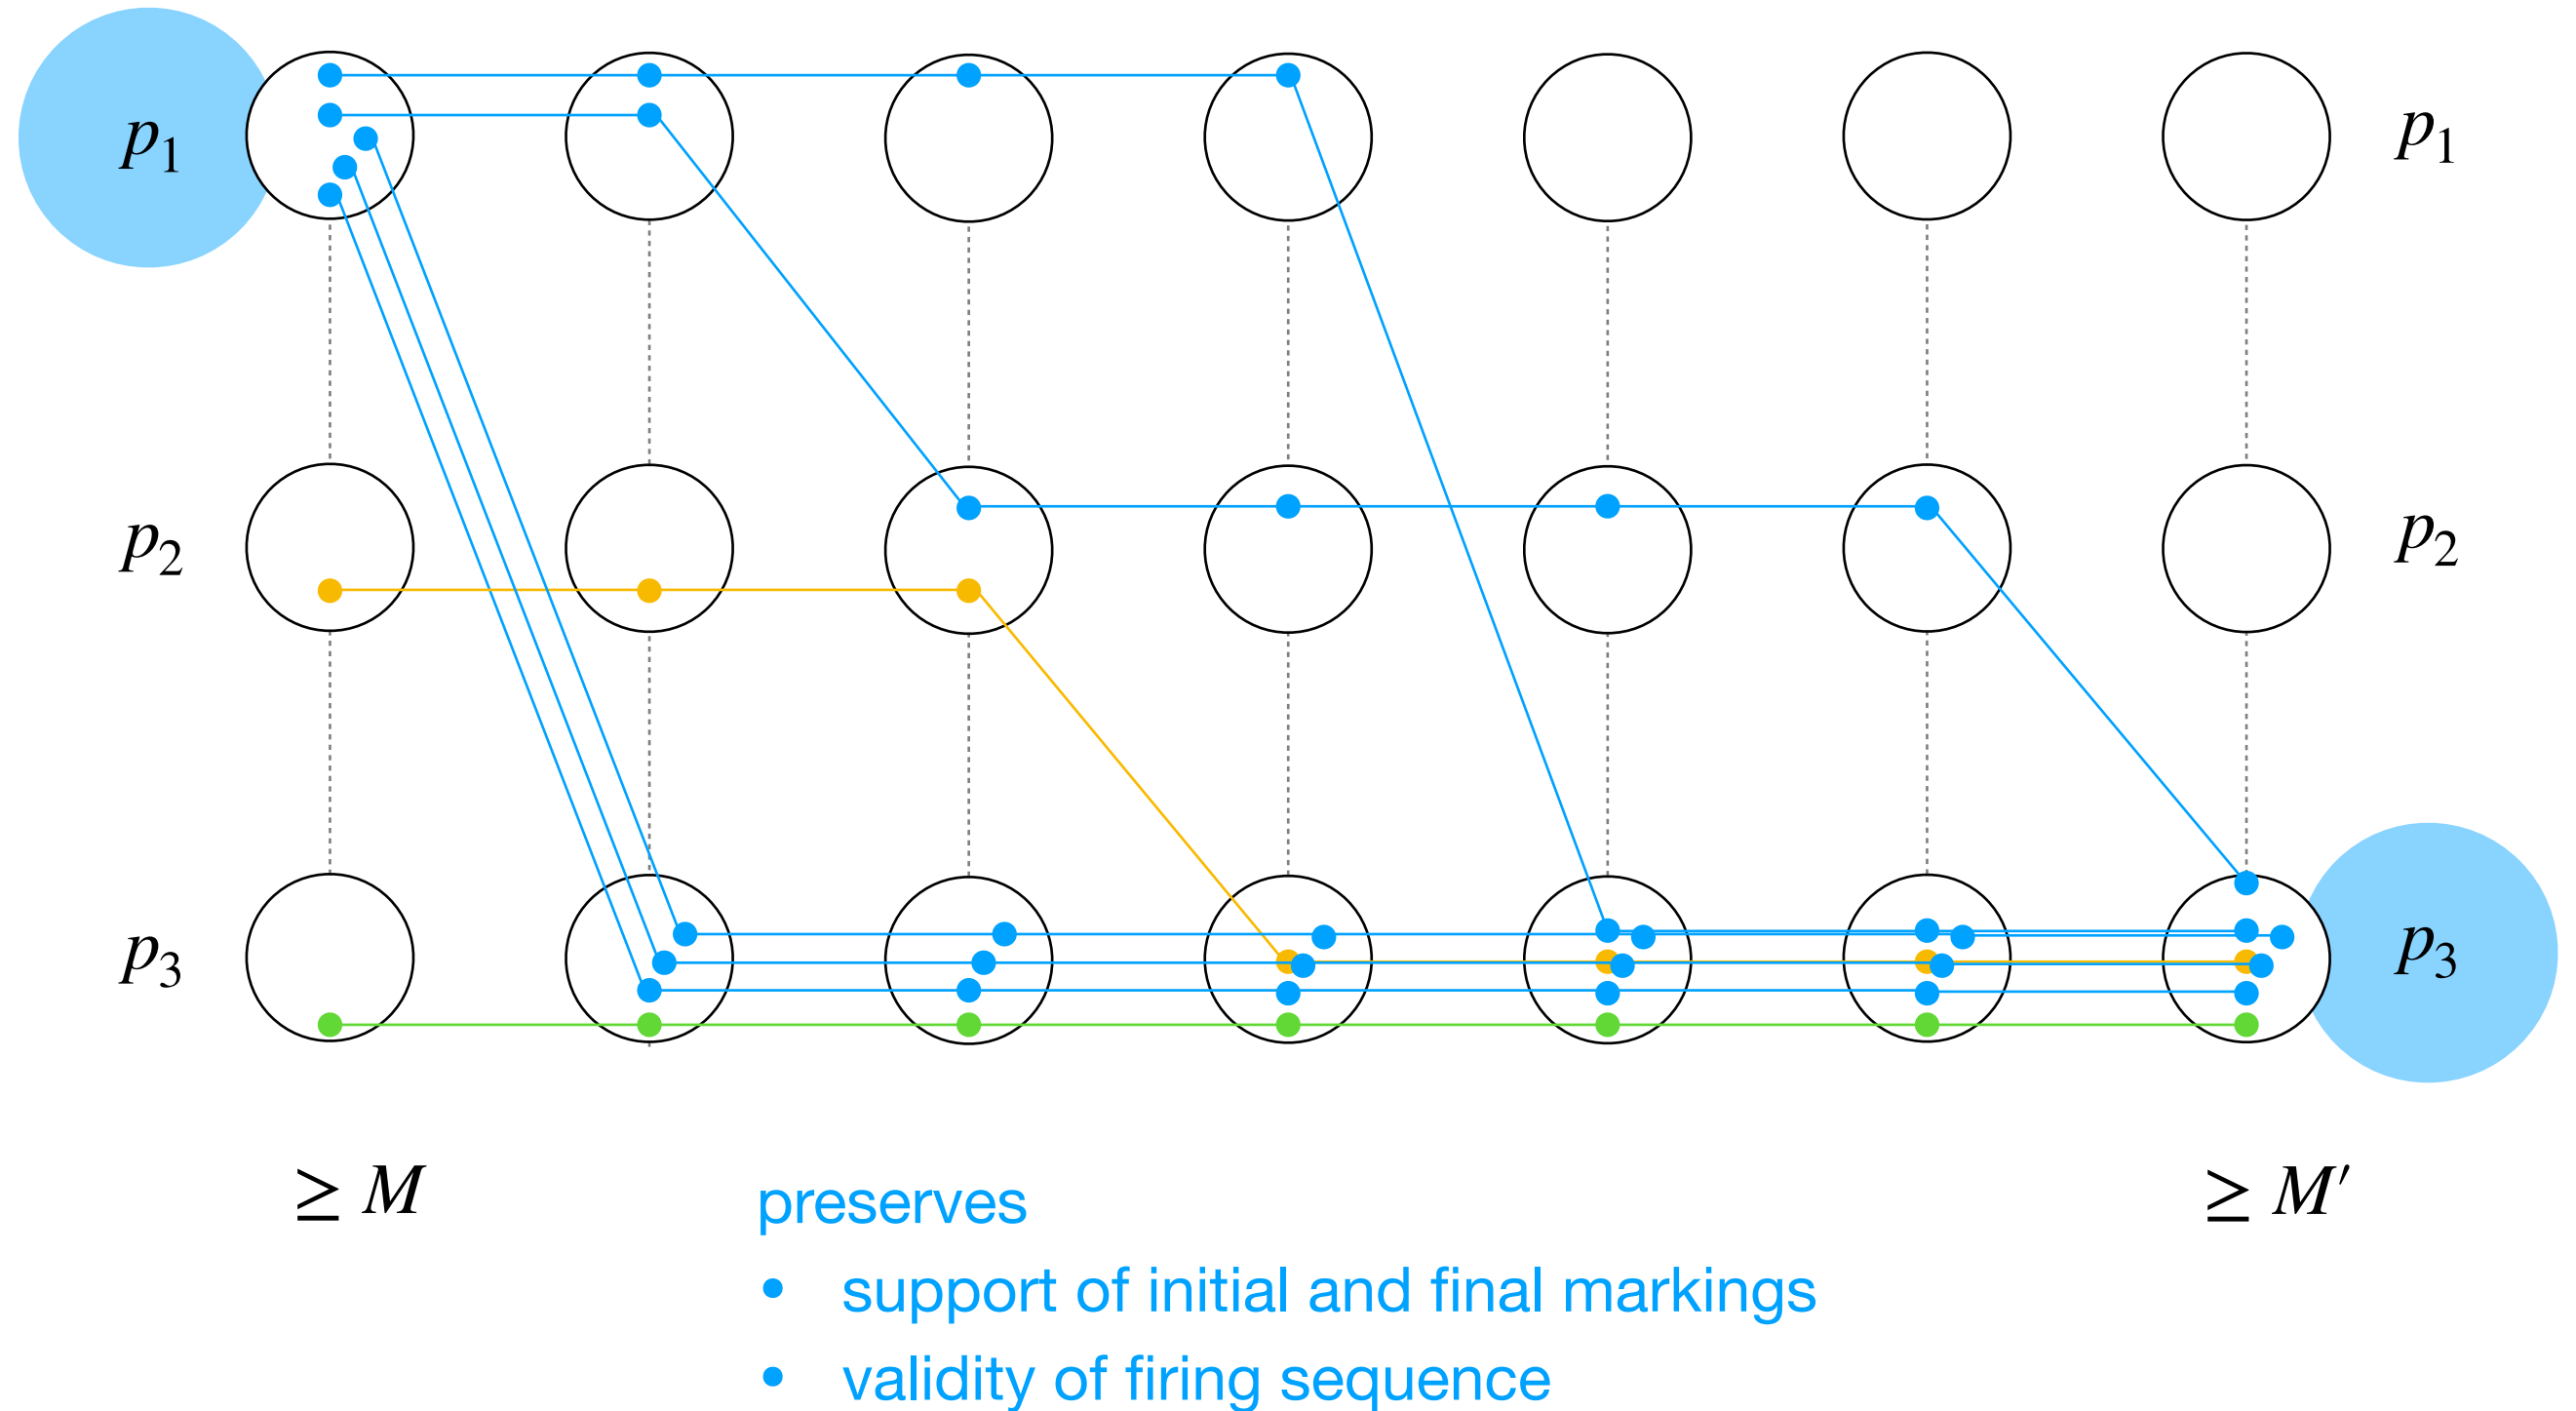 p₁ p₁
p₂ p₂
p₃ p₃
≥ M ≥ M′
preserves
• support of initial and final markings
• validity of firing sequence